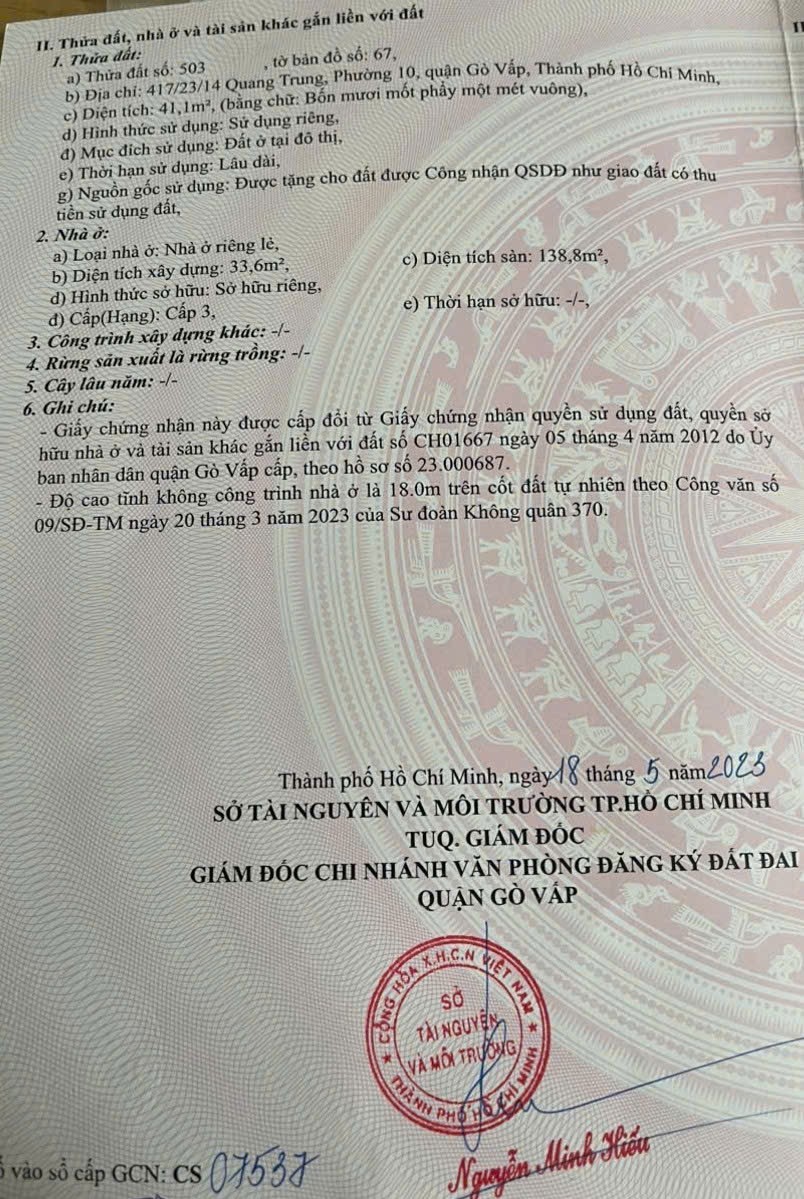 II. Thửa đất, nhà ở và tài sản khác gắn liền với đất
1. Thửa đất:
a) Thửa đất số: 503 , tờ bản đồ số: 67,
b) Địa chỉ: 417/23/14 Quang Trung, Phường 10, quận Gò Vấp, Thành phố Hồ Chí Minh,
c) Diện tích: 41,1m², (bằng chữ: Bốn mươi mốt phẩy một mét vuông),
d) Hình thức sử dụng: Sử dụng riêng,
đ) Mục đích sử dụng: Đất ở tại đô thị,
e) Thời hạn sử dụng: Lâu dài,
g) Nguồn gốc sử dụng: Được tặng cho đất được Công nhận QSDĐ như giao đất có thu
tiền sử dụng đất,
2. Nhà ở:
a) Loại nhà ở: Nhà ở riêng lẻ,
b) Diện tích xây dựng: 33,6m², c) Diện tích sàn: 138,8m²,
d) Hình thức sở hữu: Sở hữu riêng,
đ) Cấp(Hạng): Cấp 3, e) Thời hạn sở hữu: -/-,
3. Công trình xây dựng khác: -/-
4. Rừng sản xuất là rừng trồng: -/-
5. Cây lâu năm: -/-
6. Ghi chú:
- Giấy chứng nhận này được cấp đổi từ Giấy chứng nhận quyền sử dụng đất, quyền sở
hữu nhà ở và tài sản khác gắn liền với đất số CH01667 ngày 05 tháng 4 năm 2012 do Ủy
ban nhân dân quận Gò Vấp cấp, theo hồ sơ số 23.000687.
- Độ cao tĩnh không công trình nhà ở là 18.0m trên cốt đất tự nhiên theo Công văn số
09/SĐ-TM ngày 20 tháng 3 năm 2023 của Sư đoàn Không quân 370.
Thành phố Hồ Chí Minh, ngày 18 tháng 5 năm 2023
SỞ TÀI NGUYÊN VÀ MÔI TRƯỜNG TP.HỒ CHÍ MINH
TUQ. GIÁM ĐỐC
GIÁM ĐỐC CHI NHÁNH VĂN PHÒNG ĐĂNG KÝ ĐẤT ĐAI
QUẬN GÒ VẤP
CỘNG HÒA X.H.C.N VIỆT NAM
SỞ
TÀI NGUYÊN
VÀ MÔI TRƯỜNG
THÀNH PHỐ HỒ CHÍ MINH
Nguyễn Minh Hiếu
vào sổ cấp GCN: CS 07537